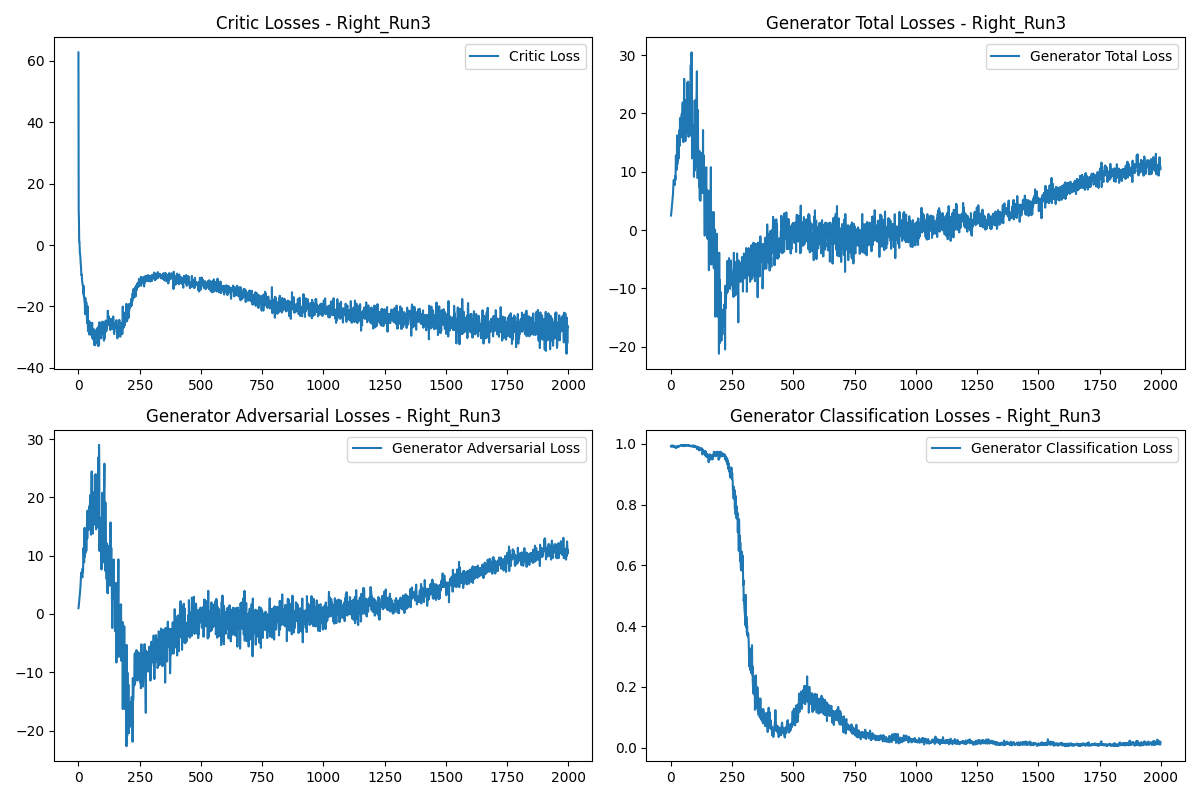 Critic Losses - Right_Run3
Critic Loss
60
40
20
0
−20
−40
0 250 500 750 1000 1250 1500 1750 2000
Generator Total Losses - Right_Run3
Generator Total Loss
30
20
10
0
−10
−20
0 250 500 750 1000 1250 1500 1750 2000
Generator Adversarial Losses - Right_Run3
Generator Adversarial Loss
30
20
10
0
−10
−20
0 250 500 750 1000 1250 1500 1750 2000
Generator Classification Losses - Right_Run3
Generator Classification Loss
1.0
0.8
0.6
0.4
0.2
0.0
0 250 500 750 1000 1250 1500 1750 2000